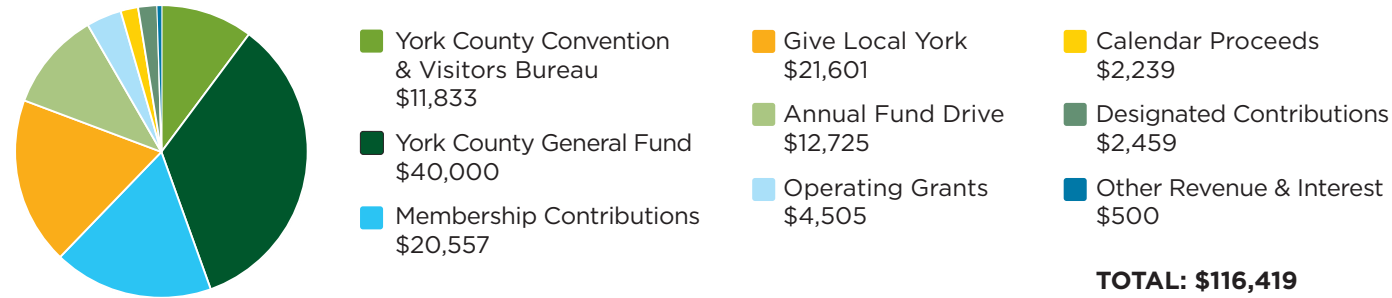 York County Convention
& Visitors Bureau
$11,833
York County General Fund
$40,000
Membership Contributions
$20,557
Give Local York
$21,601
Annual Fund Drive
$12,725
Operating Grants
$4,505
Calendar Proceeds
$2,239
Designated Contributions
$2,459
Other Revenue & Interest
$500
TOTAL: $116,419